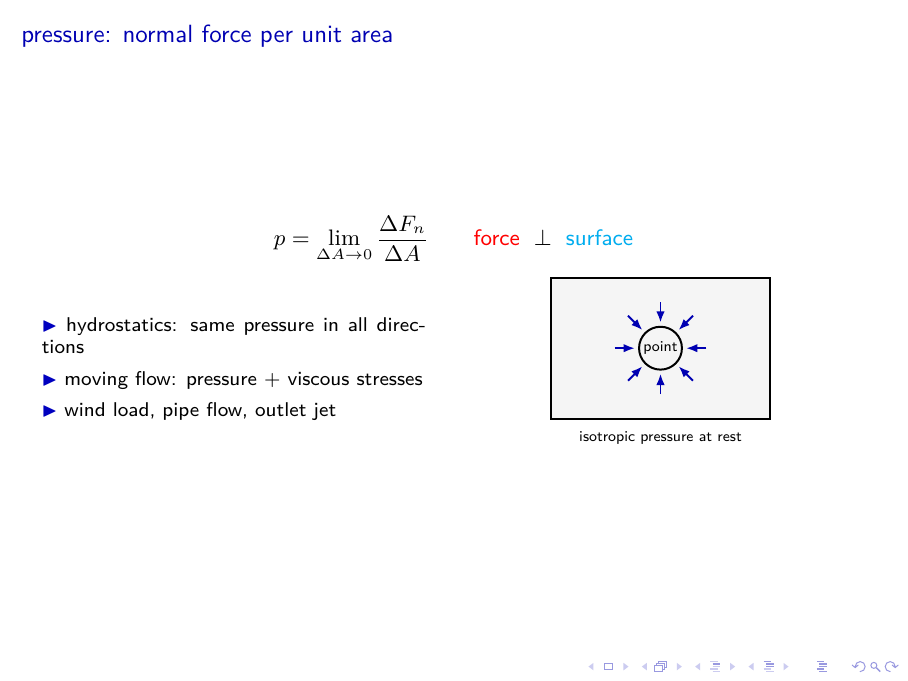 pressure: normal force per unit area
p = lim_{ΔA→0} ΔF_n / ΔA force ⊥ surface
▶ hydrostatics: same pressure in all direc-
tions
▶ moving flow: pressure + viscous stresses
▶ wind load, pipe flow, outlet jet
point
isotropic pressure at rest